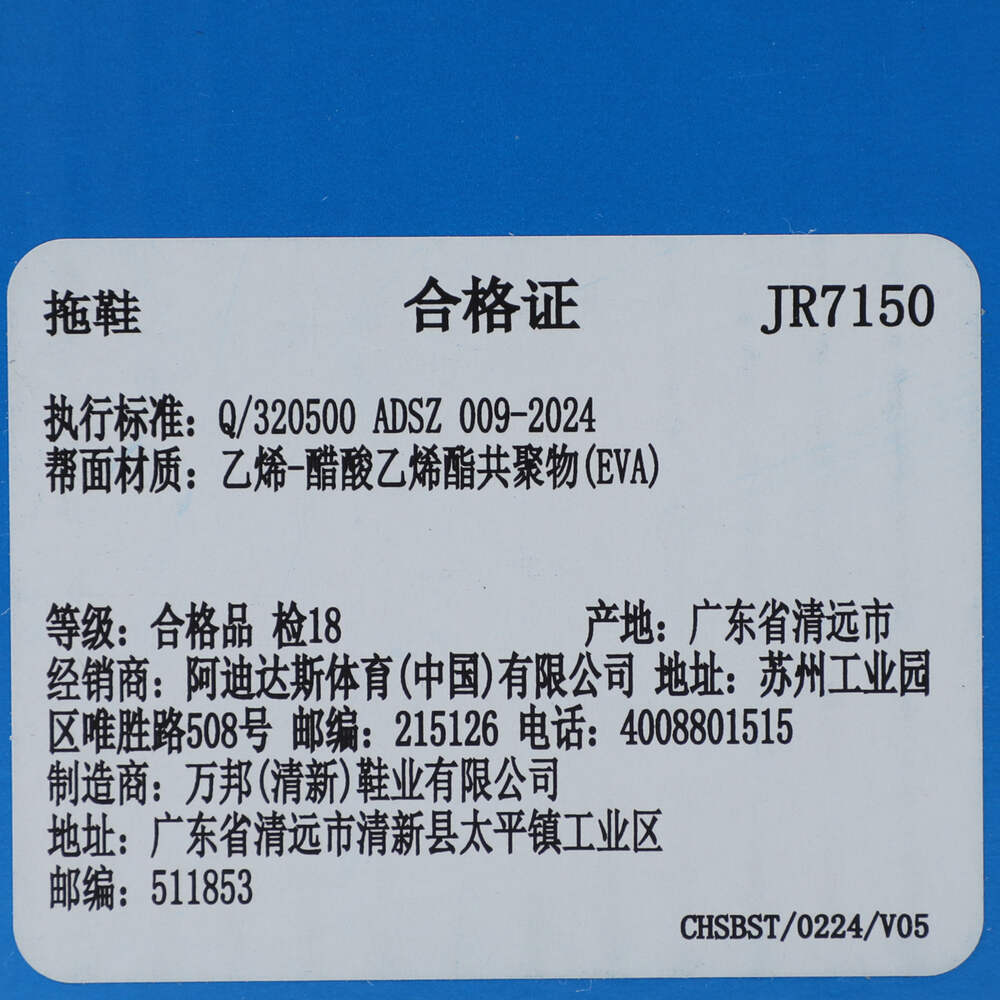 拖鞋 合格证 JR7150
执行标准：Q/320500 ADSZ 009-2024
帮面材质：乙烯-醋酸乙烯酯共聚物(EVA)
等级：合格品 检18 产地：广东省清远市
经销商：阿迪达斯体育(中国)有限公司 地址：苏州工业园
区唯胜路508号 邮编：215126 电话：4008801515
制造商：万邦(清新)鞋业有限公司
地址：广东省清远市清新县太平镇工业区
邮编：511853
CHSBST/0224/V05